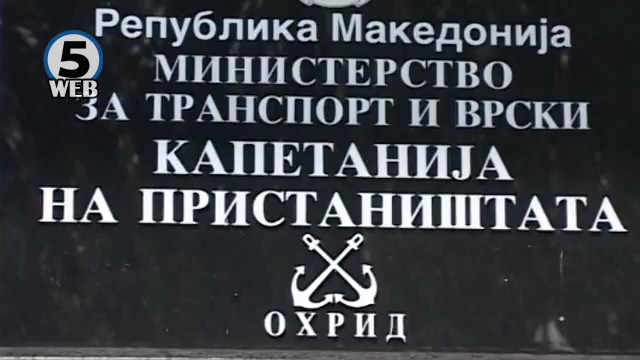 Република Македонија
МИНИСТЕРСТВО
ЗА ТРАНСПОРТ И ВРСКИ
КАПЕТАНИЈА
НА ПРИСТАНИШТАТА
ОХРИД
5
WEB